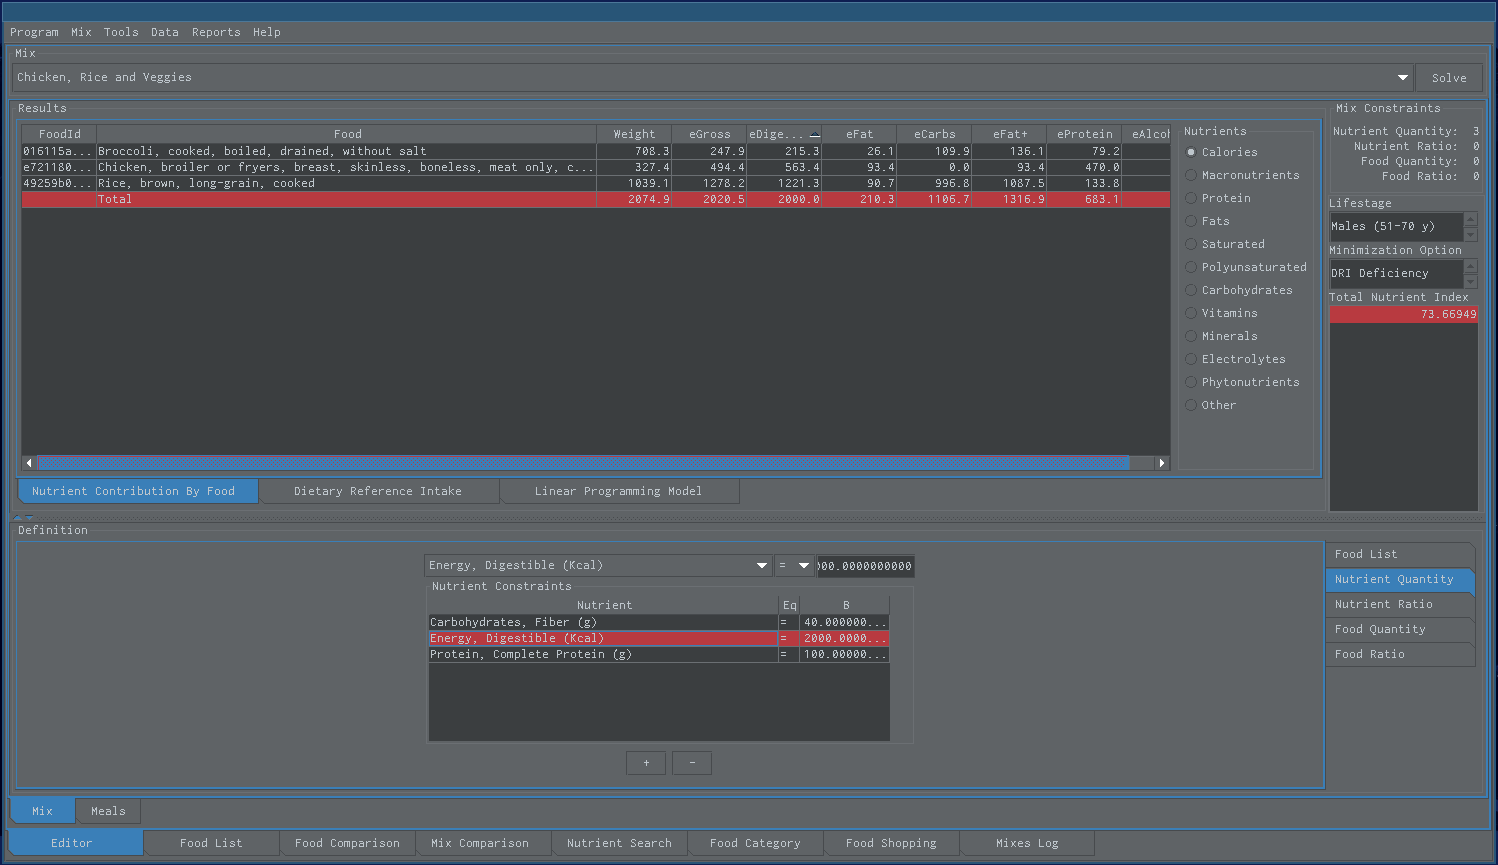 Program Mix Tools Data Reports Help
Mix
Chicken, Rice and Veggies
Solve
Results
FoodId Food Weight eGross eDige... eFat eCarbs eFat+ eProtein eAlcoh
016115a... Broccoli, cooked, boiled, drained, without salt 708.3 247.9 215.3 26.1 109.9 136.1 79.2
e721180... Chicken, broiler or fryers, breast, skinless, boneless, meat only, c... 327.4 494.4 563.4 93.4 0.0 93.4 470.0
49259b0... Rice, brown, long-grain, cooked 1039.1 1278.2 1221.3 90.7 996.8 1087.5 133.8
Total 2074.9 2020.5 2000.0 210.3 1106.7 1316.9 683.1
Nutrients
Calories
Macronutrients
Protein
Fats
Saturated
Polyunsaturated
Carbohydrates
Vitamins
Minerals
Electrolytes
Phytonutrients
Other
Mix Constraints
Nutrient Quantity: 3
Nutrient Ratio: 0
Food Quantity: 0
Food Ratio: 0
Lifestage
Males (51-70 y)
Minimization Option
DRI Deficiency
Total Nutrient Index
73.66949
Nutrient Contribution By Food Dietary Reference Intake Linear Programming Model
Definition
Energy, Digestible (Kcal) = 00.0000000000
Nutrient Constraints
Nutrient Eq B
Carbohydrates, Fiber (g) = 40.000000...
Energy, Digestible (Kcal) = 2000.0000...
Protein, Complete Protein (g) = 100.00000...
+ -
Food List
Nutrient Quantity
Nutrient Ratio
Food Quantity
Food Ratio
Mix Meals
Editor Food List Food Comparison Mix Comparison Nutrient Search Food Category Food Shopping Mixes Log